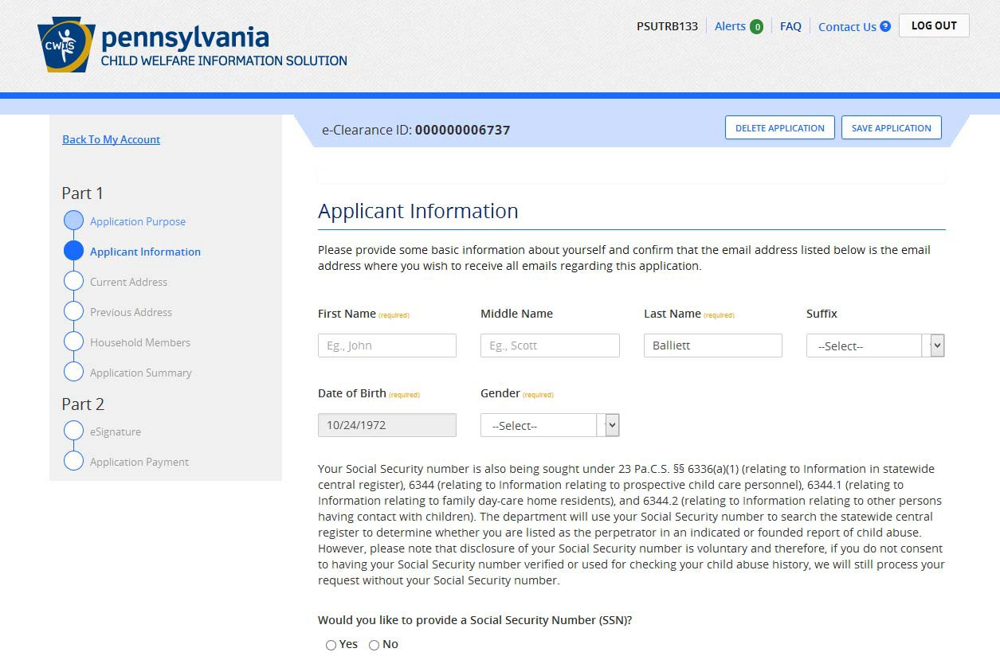 CWIS
pennsylvania
CHILD WELFARE INFORMATION SOLUTION
PSUTRB133
Alerts 0
FAQ
Contact Us ?
LOG OUT
e-Clearance ID: 000000006737
DELETE APPLICATION
SAVE APPLICATION
Back To My Account
Part 1
Application Purpose
Applicant Information
Current Address
Previous Address
Household Members
Application Summary
Part 2
eSignature
Application Payment
Applicant Information
Please provide some basic information about yourself and confirm that the email address listed below is the email
address where you wish to receive all emails regarding this application.
First Name (required)
Middle Name
Last Name (required)
Suffix
Eg., John
Eg., Scott
Balliett
--Select--
Date of Birth (required)
Gender (required)
10/24/1972
--Select--
Your Social Security number is also being sought under 23 Pa.C.S. §§ 6336(a)(1) (relating to Information in statewide
central register), 6344 (relating to Information relating to prospective child care personnel), 6344.1 (relating to
Information relating to family day-care home residents), and 6344.2 (relating to Information relating to other persons
having contact with children). The department will use your Social Security number to search the statewide central
register to determine whether you are listed as the perpetrator in an indicated or founded report of child abuse.
However, please note that disclosure of your Social Security number is voluntary and therefore, if you do not consent
to having your Social Security number verified or used for checking your child abuse history, we will still process your
request without your Social Security number.
Would you like to provide a Social Security Number (SSN)?
Yes No